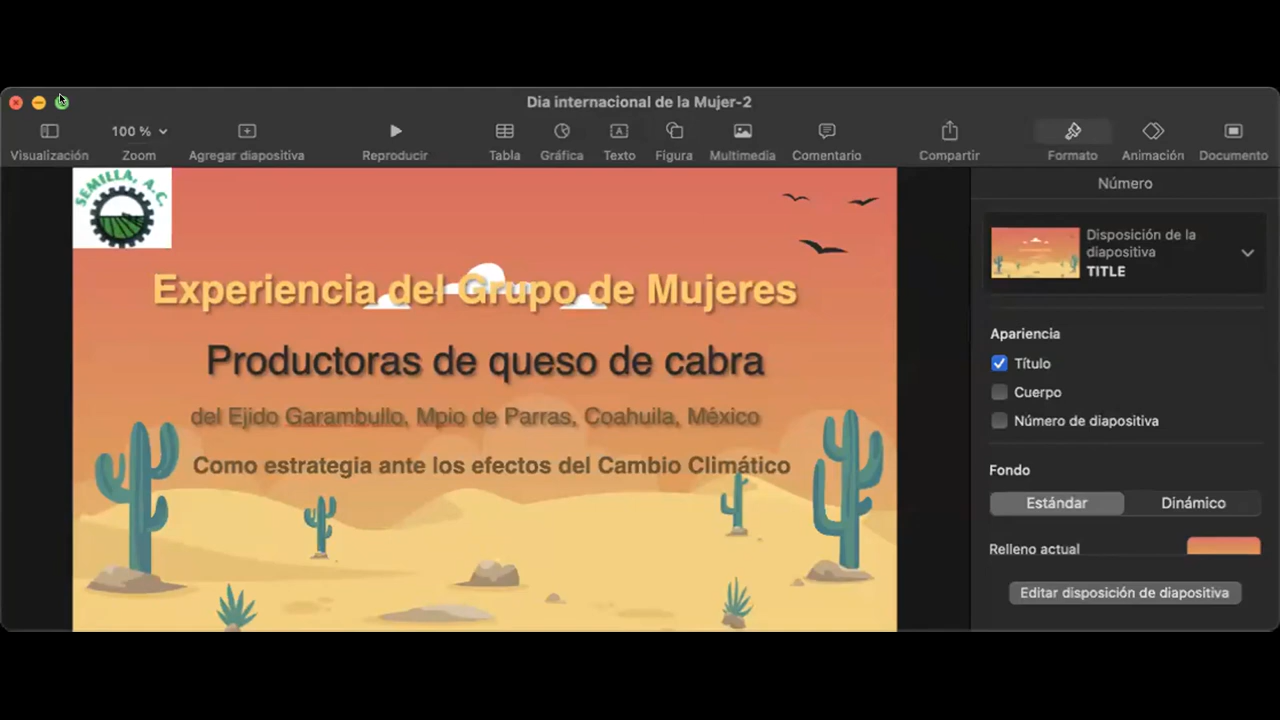 Dia internacional de la Mujer-2
100 %
Visualización
Zoom
Agregar diapositiva
Reproducir
Tabla
Gráfica
Texto
Figura
Multimedia
Comentario
Compartir
Formato
Animación
Documento
SEMILLA, A.C.
Experiencia del Grupo de Mujeres
Productoras de queso de cabra
del Ejido Garambullo, Mpio de Parras, Coahuila, México
Como estrategia ante los efectos del Cambio Climático
Número
Disposición de la
diapositiva
TITLE
Apariencia
Título
Cuerpo
Número de diapositiva
Fondo
Estándar
Dinámico
Relleno actual
Editar disposición de diapositiva